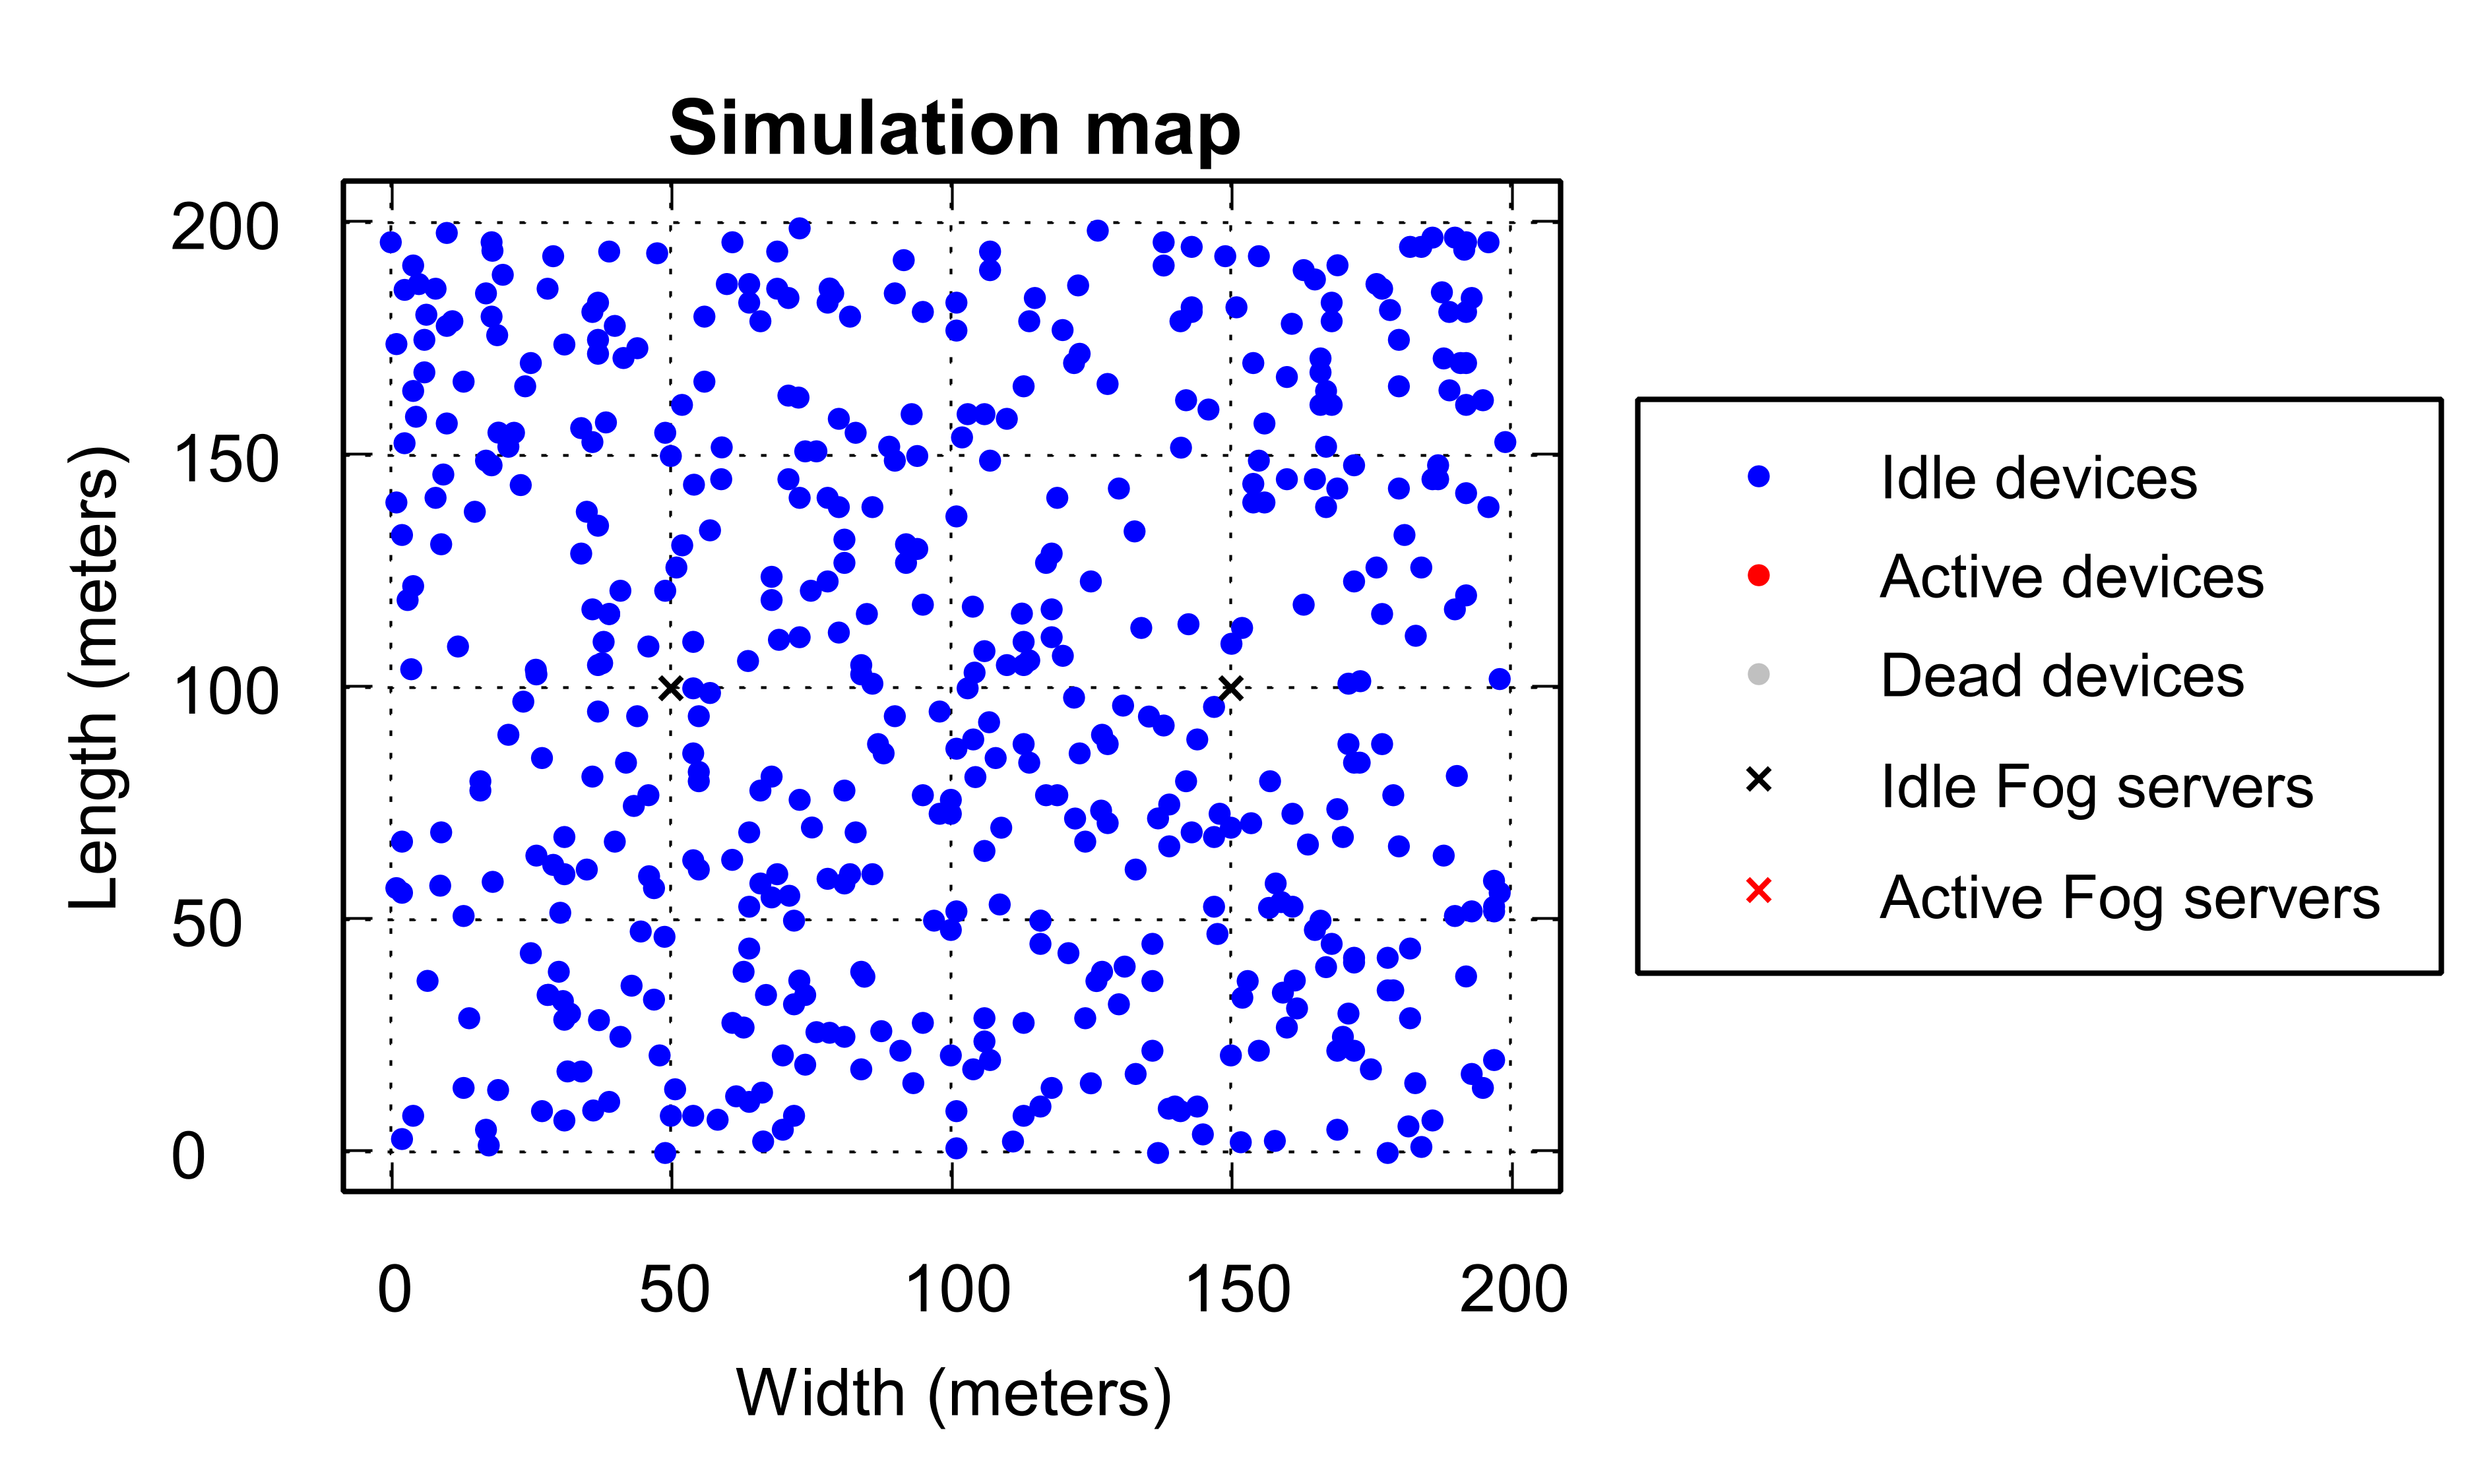 Simulation map
200
150
100
50
0
Length (meters)
0 50 100 150 200
Width (meters)
Idle devices
Active devices
Dead devices
Idle Fog servers
Active Fog servers